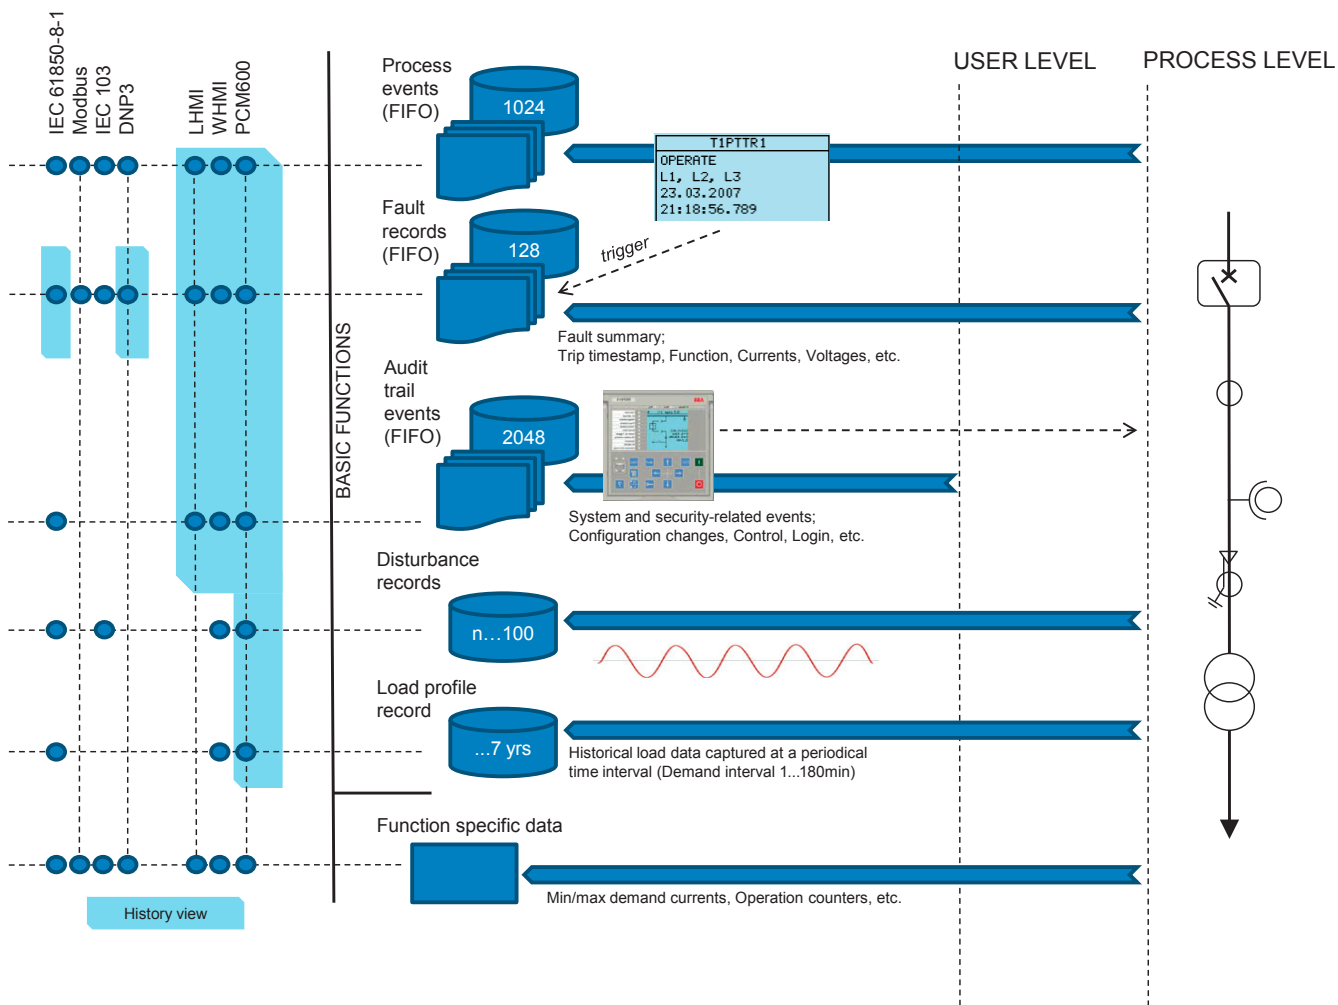 IEC 61850-8-1
Modbus
IEC 103
DNP3
LHMI
WHMI
PCM600
USER LEVEL
PROCESS LEVEL
BASIC FUNCTIONS
Process
events
(FIFO)
1024
T1PTTR1
OPERATE
L1, L2, L3
23.03.2007
21:18:56.789
Fault
records
(FIFO)
128
trigger
Fault summary;
Trip timestamp, Function, Currents, Voltages, etc.
Audit
trail
events
(FIFO)
2048
ABB
System and security-related events;
Configuration changes, Control, Login, etc.
Disturbance
records
n...100
Load profile
record
...7 yrs
Historical load data captured at a periodical
time interval (Demand interval 1...180min)
Function specific data
Min/max demand currents, Operation counters, etc.
History view